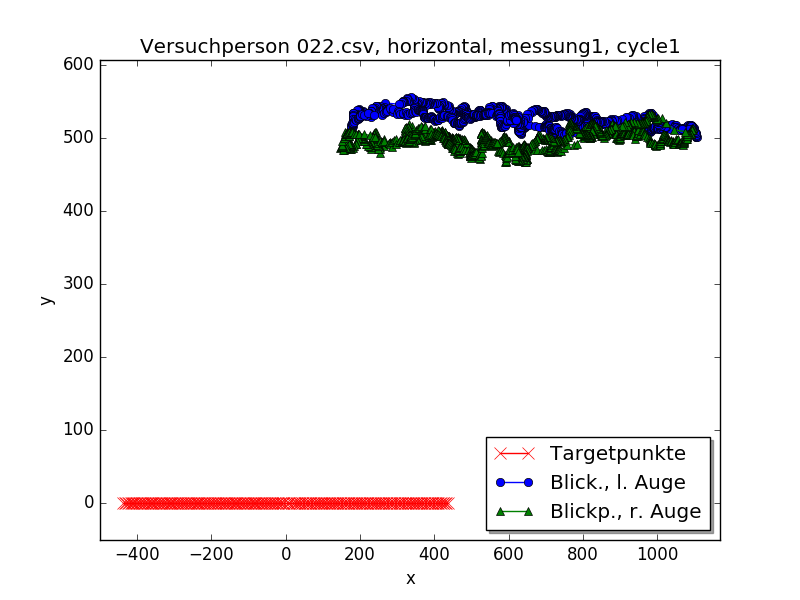 Versuchperson 022.csv, horizontal, messung1, cycle1
600
500
400
300
200
100
0
y
−400 −200 0 200 400 600 800 1000
x
Targetpunkte
Blick., l. Auge
Blickp., r. Auge